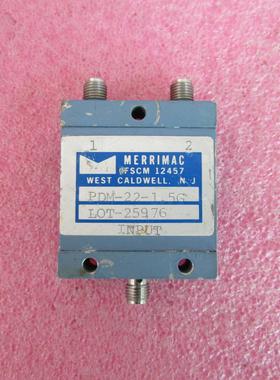 1 2
MERRIMAC
FSCM 12457
WEST CALDWELL, N.J
PDM-22-1.5G
LOT-25976
INPUT